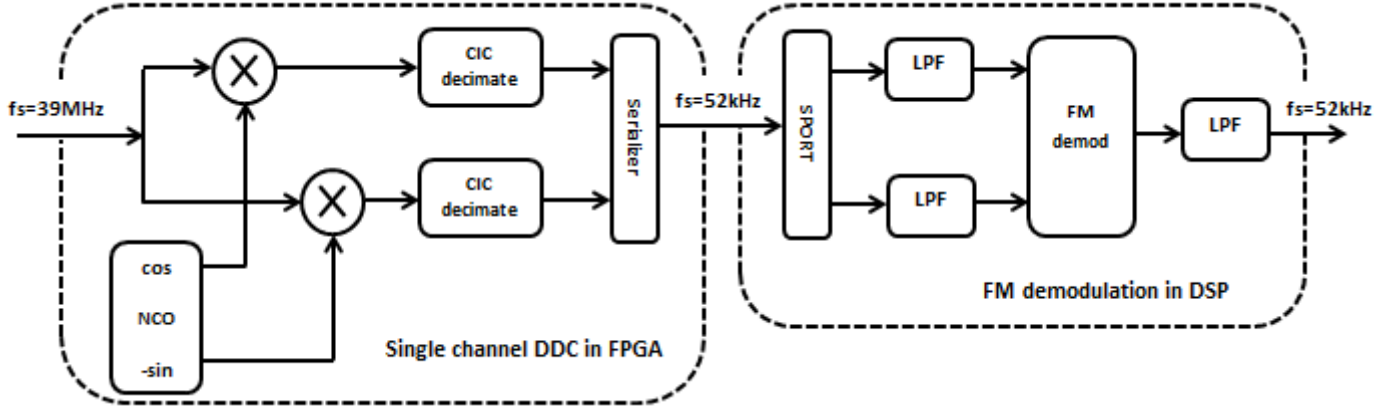 fs=39MHz
CIC
decimate
CIC
decimate
cos
NCO
-sin
Serializer
Single channel DDC in FPGA
fs=52kHz
SPORT
LPF
LPF
FM
demod
LPF
fs=52kHz
FM demodulation in DSP